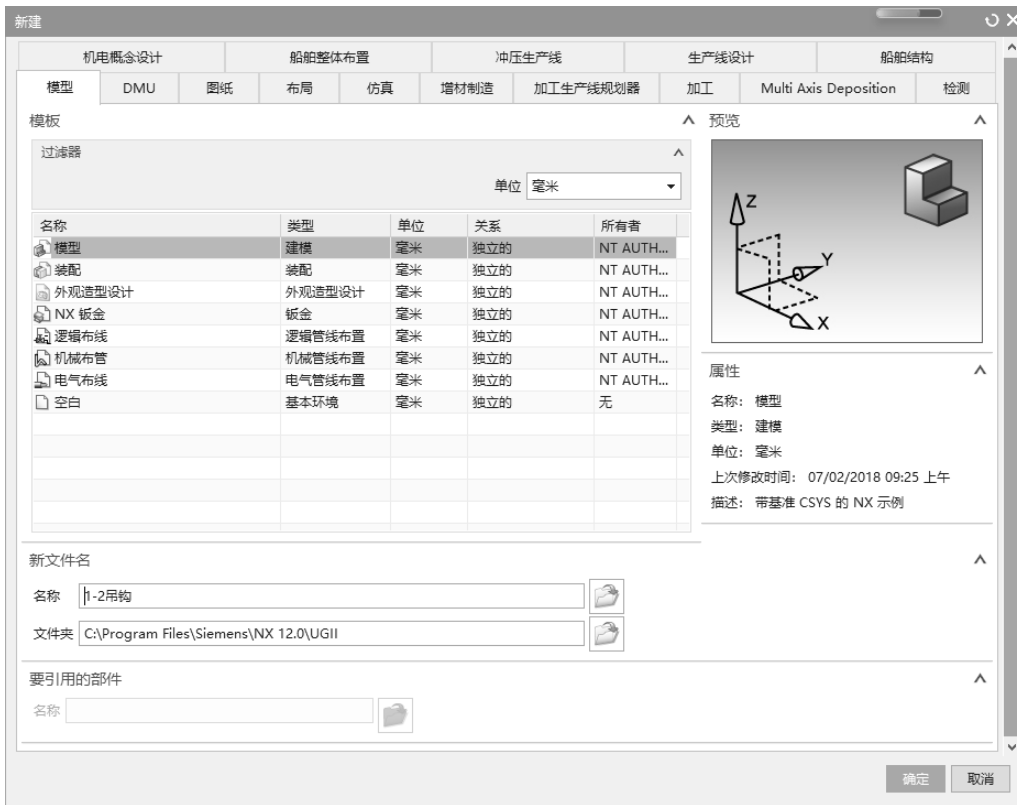 新建
机电概念设计 船舶整体布置 冲压生产线 生产线设计 船舶结构
模型 DMU 图纸 布局 仿真 增材制造 加工生产线规划器 加工 Multi Axis Deposition 检测
模板
过滤器
单位 毫米
名称 类型 单位 关系 所有者
模型 建模 毫米 独立的 NT AUTH...
装配 装配 毫米 独立的 NT AUTH...
外观造型设计 外观造型设计 毫米 独立的 NT AUTH...
NX 钣金 钣金 毫米 独立的 NT AUTH...
逻辑布线 逻辑管线布置 毫米 独立的 NT AUTH...
机械布管 机械管线布置 毫米 独立的 NT AUTH...
电气布线 电气管线布置 毫米 独立的 NT AUTH...
空白 基本环境 毫米 独立的 无
预览
Z
Y
X
属性
名称: 模型
类型: 建模
单位: 毫米
上次修改时间: 07/02/2018 09:25 上午
描述: 带基准 CSYS 的 NX 示例
新文件名
名称 1-2吊钩
文件夹 C:\Program Files\Siemens\NX 12.0\UGII
要引用的部件
名称
确定 取消